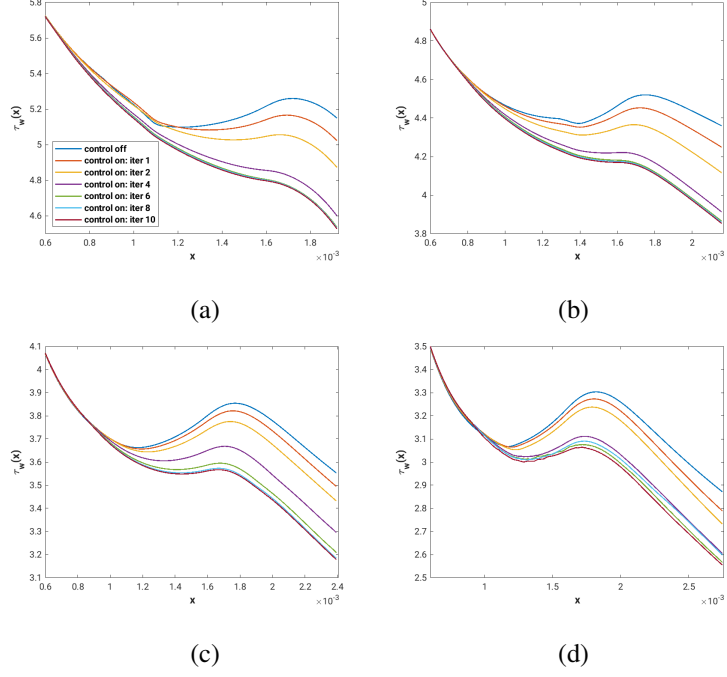 5.8
5.6
5.4
5.2
5
4.8
4.6
τw(x)
control off
control on: iter 1
control on: iter 2
control on: iter 4
control on: iter 6
control on: iter 8
control on: iter 10
0.6 0.8 1 1.2 1.4 1.6 1.8
×10⁻³
x
(a)
5
4.6
4.4
4.2
4
3.8
τw(x)
0.6 0.8 1 1.2 1.4 1.6 1.8 2
×10⁻³
x
(b)
4.1
4
3.9
3.8
3.7
3.6
3.5
3.4
3.3
3.2
3.1
τw(x)
0.6 0.8 1 1.2 1.4 1.6 1.8 2 2.2 2.4
×10⁻³
x
(c)
3.5
3.4
3.3
3.2
3.1
3
2.9
2.8
2.7
2.6
2.5
τw(x)
1 1.5 2 2.5
×10⁻³
x
(d)